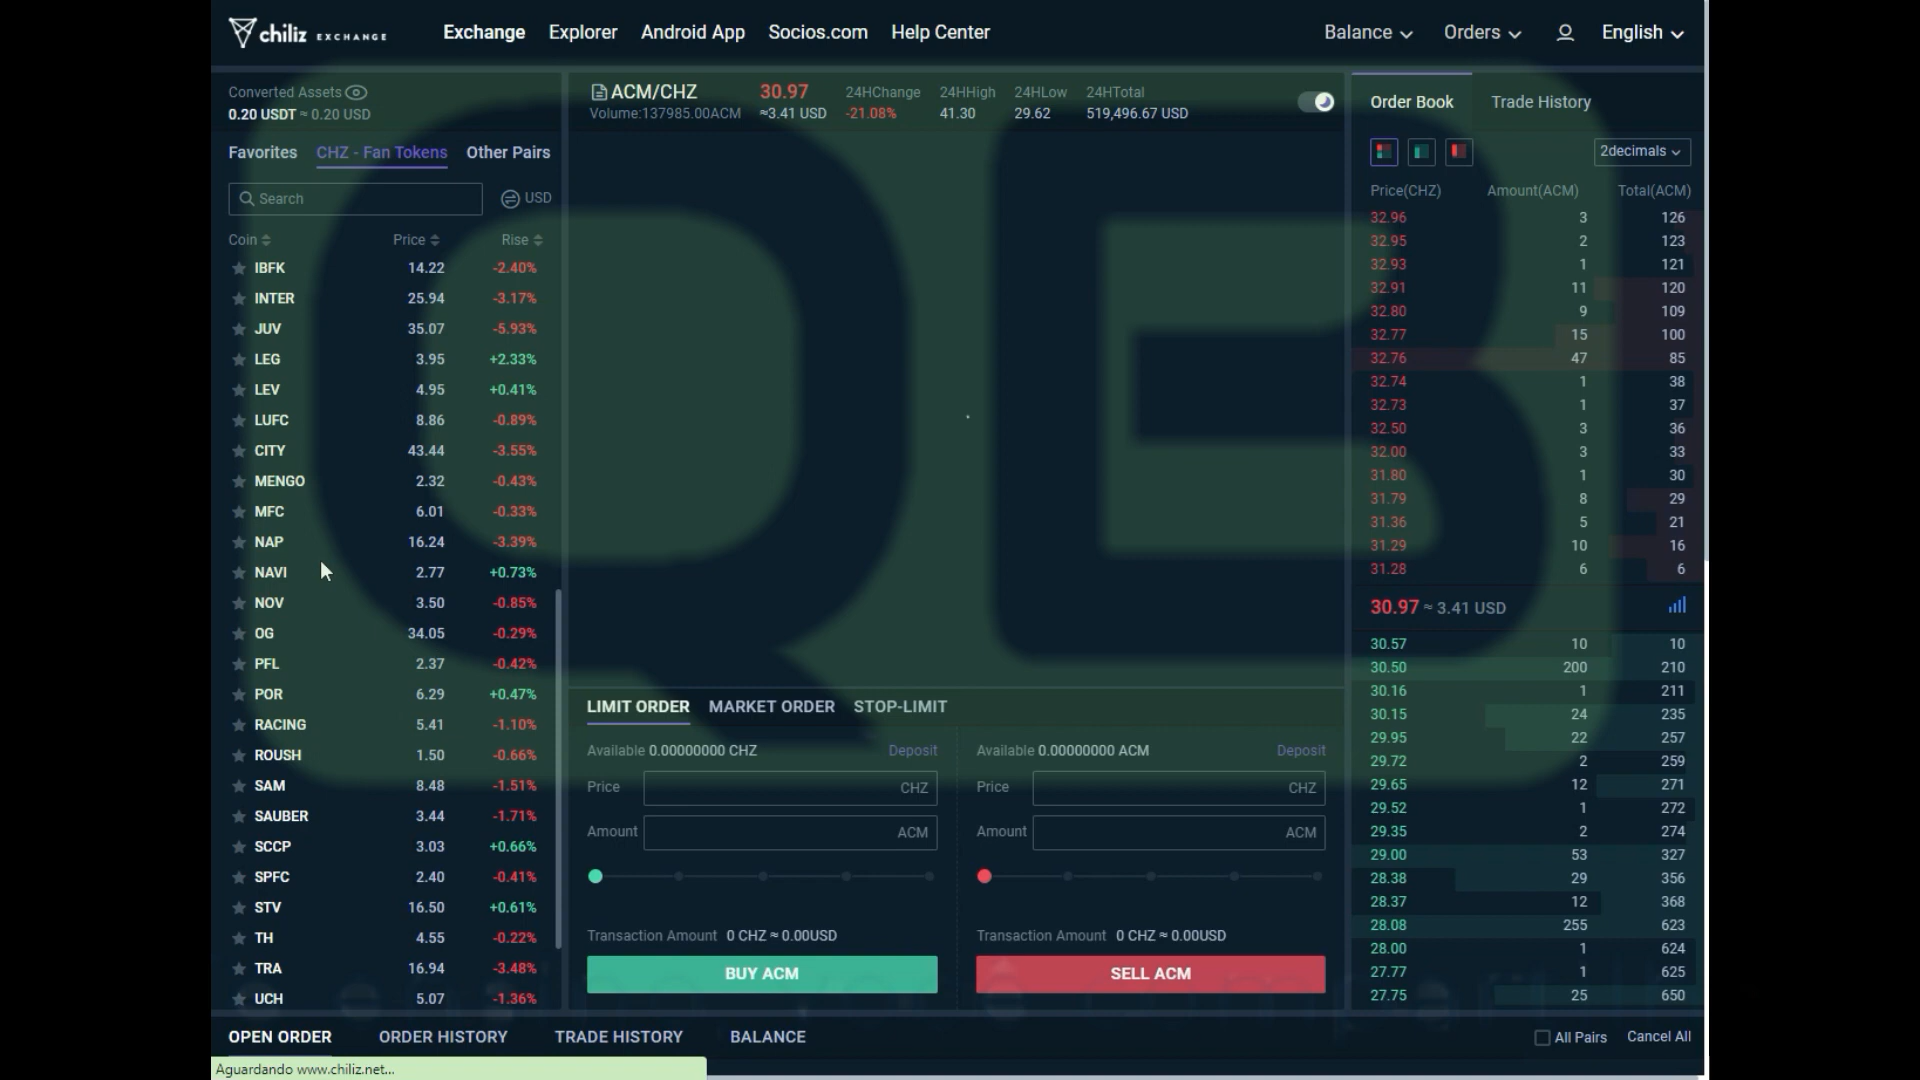 chiliz EXCHANGE Exchange Explorer Android App Socios.com Help Center Balance Orders English
Converted Assets
0.20 USDT ≈ 0.20 USD
Favorites CHZ - Fan Tokens Other Pairs
Search USD
Coin Price Rise
IBFK 14.22 -2.40%
INTER 25.94 -3.17%
JUV 35.07 -5.93%
LEG 3.95 +2.33%
LEV 4.95 +0.41%
LUFC 8.86 -0.89%
CITY 43.44 -3.55%
MENGO 2.32 -0.43%
MFC 6.01 -0.33%
NAP 16.24 -3.39%
NAVI 2.77 +0.73%
NOV 3.50 -0.85%
OG 34.05 -0.29%
PFL 2.37 -0.42%
POR 6.29 +0.47%
RACING 5.41 -1.10%
ROUSH 1.50 -0.66%
SAM 8.48 -1.51%
SAUBER 3.44 -1.71%
SCCP 3.03 +0.66%
SPFC 2.40 -0.41%
STV 16.50 +0.61%
TH 4.55 -0.22%
TRA 16.94 -3.48%
UCH 5.07 -1.36%
ACM/CHZ 30.97 24HChange 24HHigh 24HLow 24HTotal
Volume:137985.00ACM ≈3.41 USD -21.08% 41.30 29.62 519,496.67 USD
QB
LIMIT ORDER MARKET ORDER STOP-LIMIT
Available 0.00000000 CHZ Deposit Available 0.00000000 ACM Deposit
Price CHZ Price CHZ
Amount ACM Amount ACM
Transaction Amount 0 CHZ ≈ 0.00USD Transaction Amount 0 CHZ ≈ 0.00USD
BUY ACM SELL ACM
Order Book Trade History
2decimals
Price(CHZ) Amount(ACM) Total(ACM)
32.96 3 126
32.95 2 123
32.93 1 121
32.91 11 120
32.80 9 109
32.77 15 100
32.76 47 85
32.74 1 38
32.73 1 37
32.50 3 36
32.00 3 33
31.80 1 30
31.79 8 29
31.36 5 21
31.29 10 16
31.28 6 6
30.97 ≈ 3.41 USD
30.57 10 10
30.50 200 210
30.16 1 211
30.15 24 235
29.95 22 257
29.72 2 259
29.65 12 271
29.52 1 272
29.35 2 274
29.00 53 327
28.38 29 356
28.37 12 368
28.08 255 623
28.00 1 624
27.77 1 625
27.75 25 650
OPEN ORDER ORDER HISTORY TRADE HISTORY BALANCE All Pairs Cancel All
Aguardando www.chiliz.net...